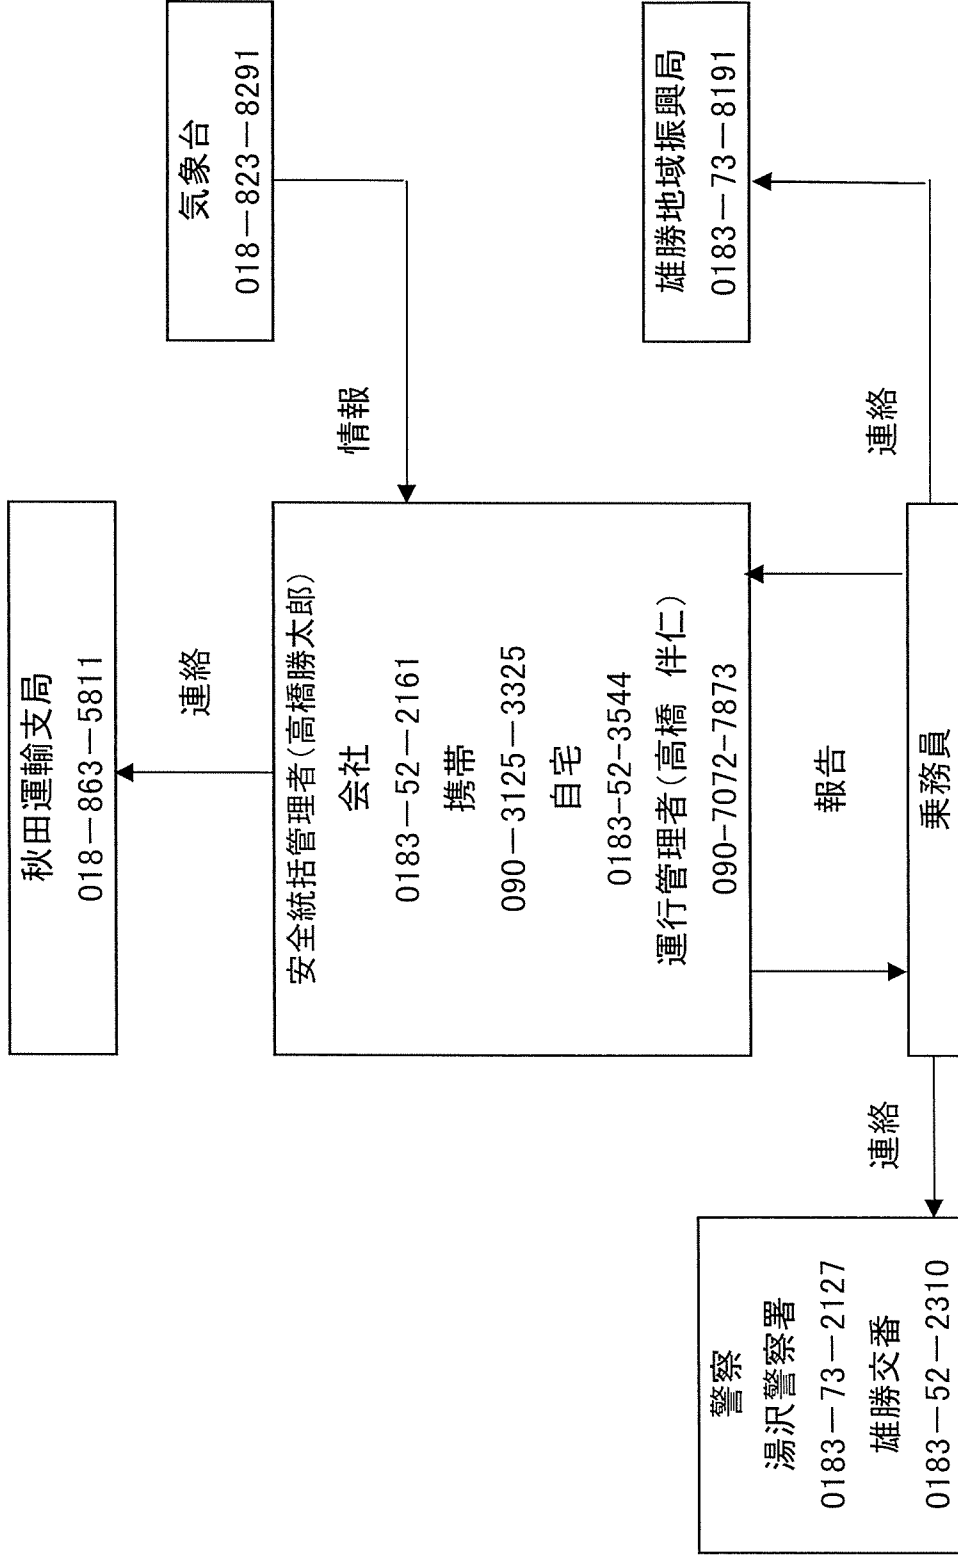 秋田運輸支局
018－863－5811
連絡
気象台
018－823－8291
情報
安全統括管理者(高橋勝太郎)
会社
0183－52－2161
携帯
090－3125－3325
自宅
0183-52-3544
運行管理者(高橋 伴仁)
090-7072-7873
雄勝地域振興局
0183－73－8191
報告
連絡
連絡
乗務員
警察
湯沢警察署
0183－73－2127
雄勝交番
0183－52－2310